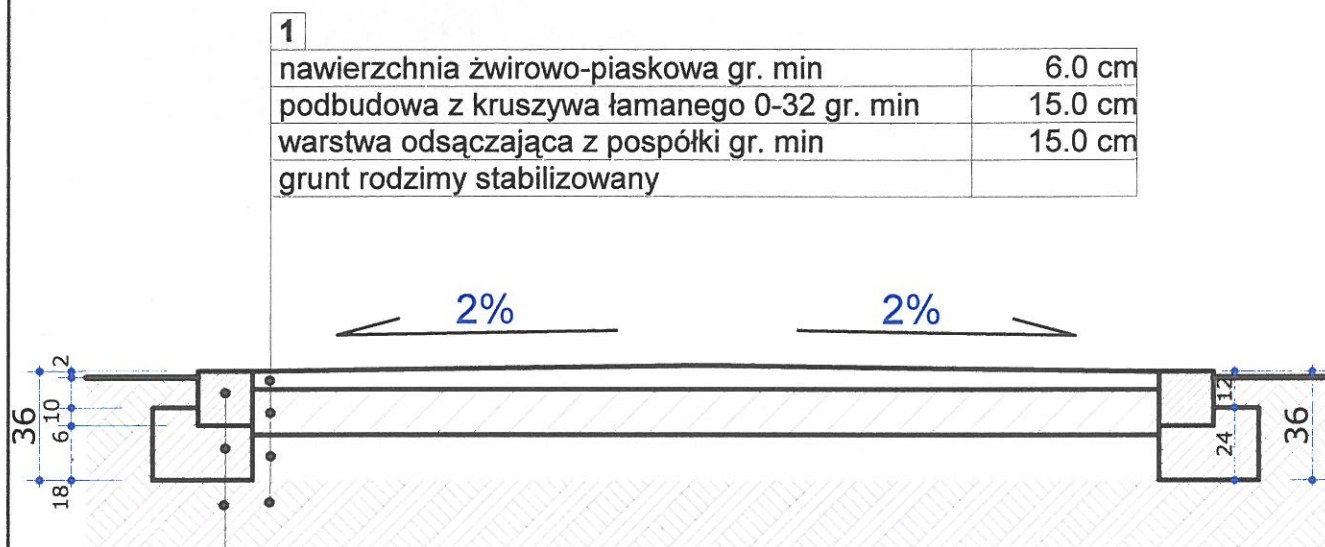 1
nawierzchnia żwirowo-piaskowa gr. min 6.0 cm
podbudowa z kruszywa łamanego 0-32 gr. min 15.0 cm
warstwa odsączająca z pospółki gr. min 15.0 cm
grunt rodzimy stabilizowany
2% 2%
2
10
6
18
36
12
24
36